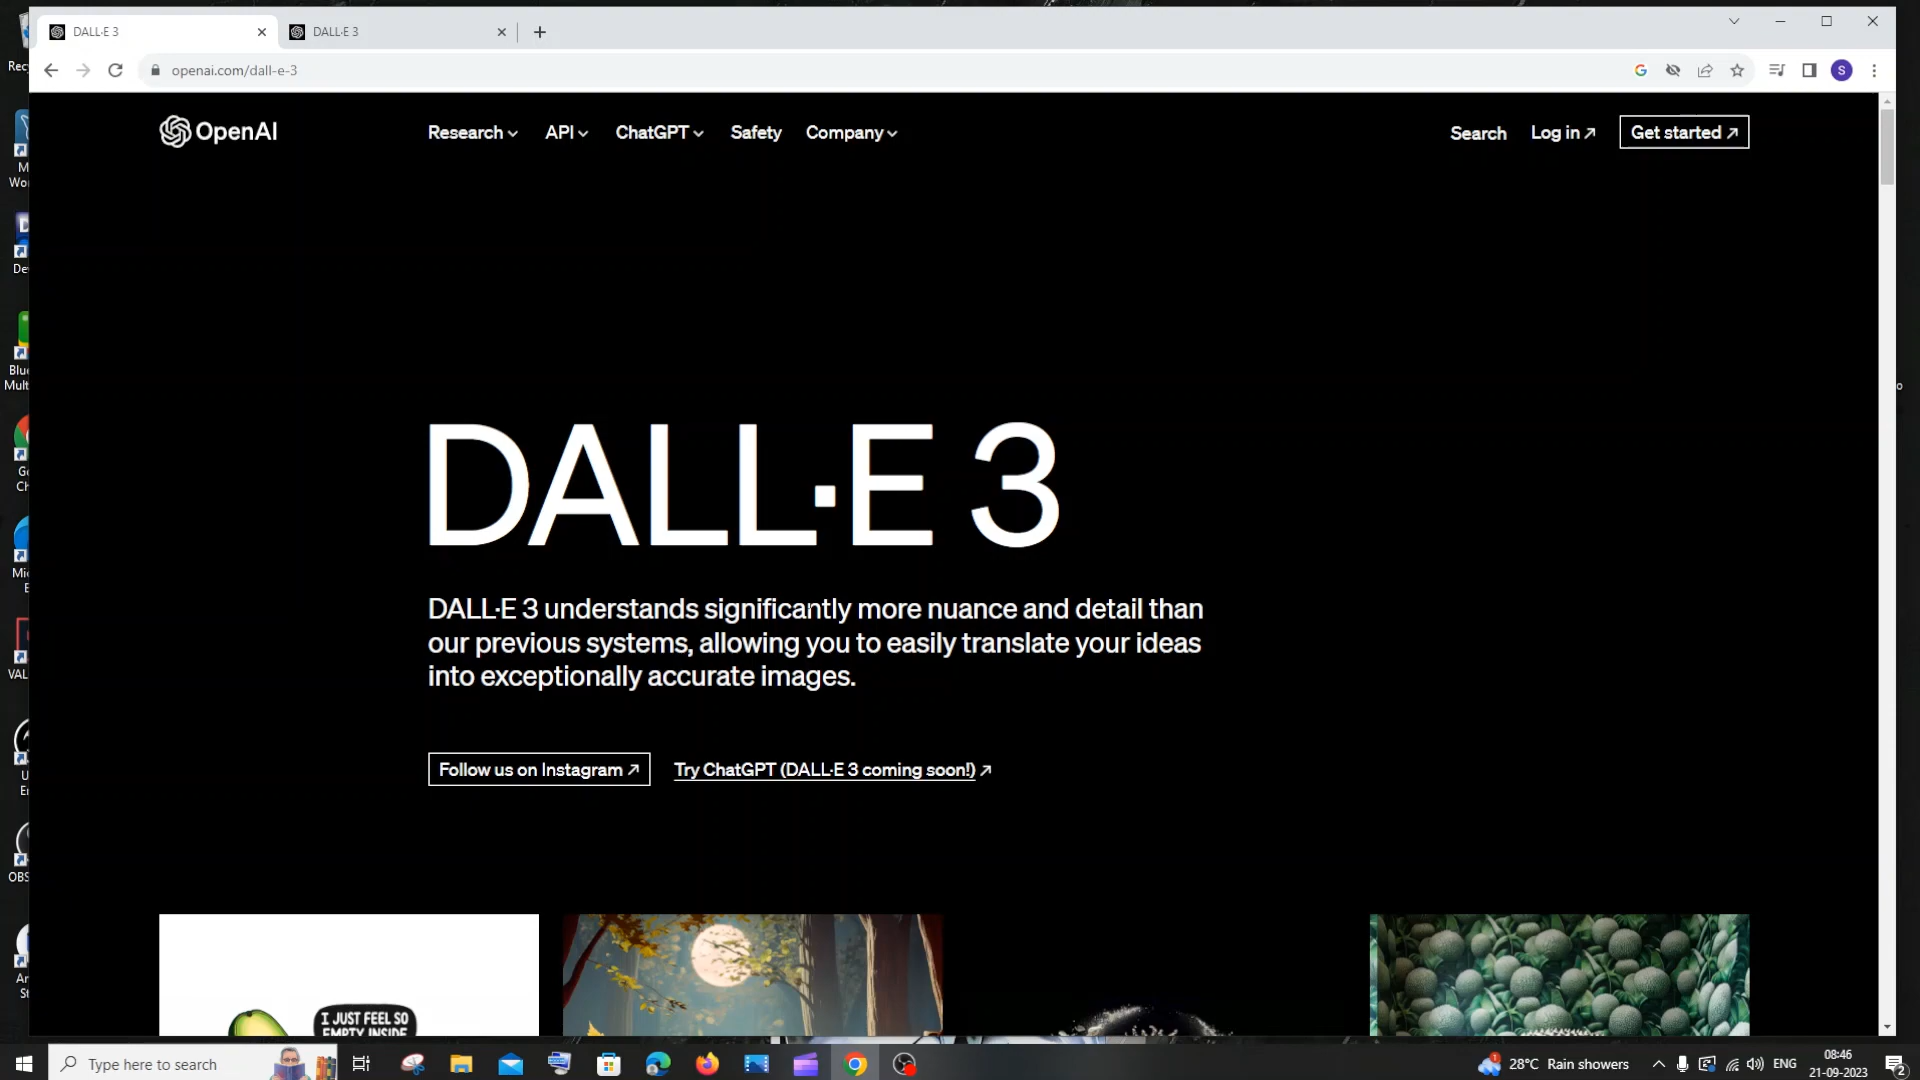 DALL·E 3
DALL·E 3
openai.com/dall-e-3
S
OpenAI
Research
API
ChatGPT
Safety
Company
Search
Log in ↗
Get started ↗
DALL·E 3
DALL·E 3 understands significantly more nuance and detail than
our previous systems, allowing you to easily translate your ideas
into exceptionally accurate images.
Follow us on Instagram ↗
Try ChatGPT (DALL·E 3 coming soon!) ↗
I JUST FEEL SO
EMPTY INSIDE
Type here to search
28°C Rain showers
ENG
08:46
21-09-2023
2